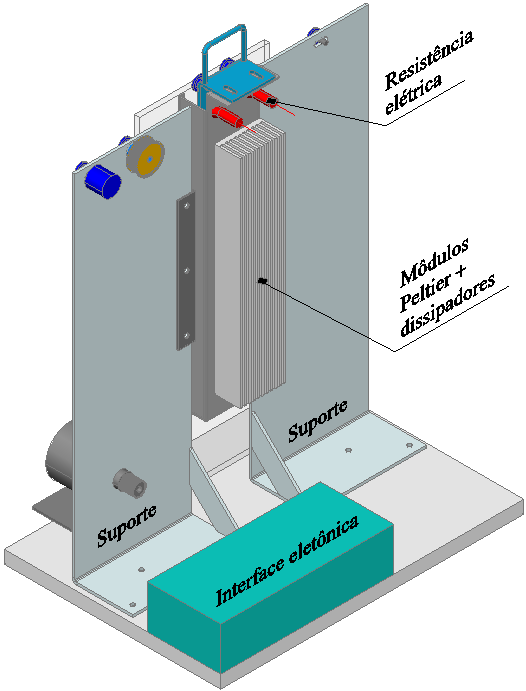 Resistência
elétrica
Módulos
Peltier +
dissipadores
Suporte
Suporte
Interface eletônica